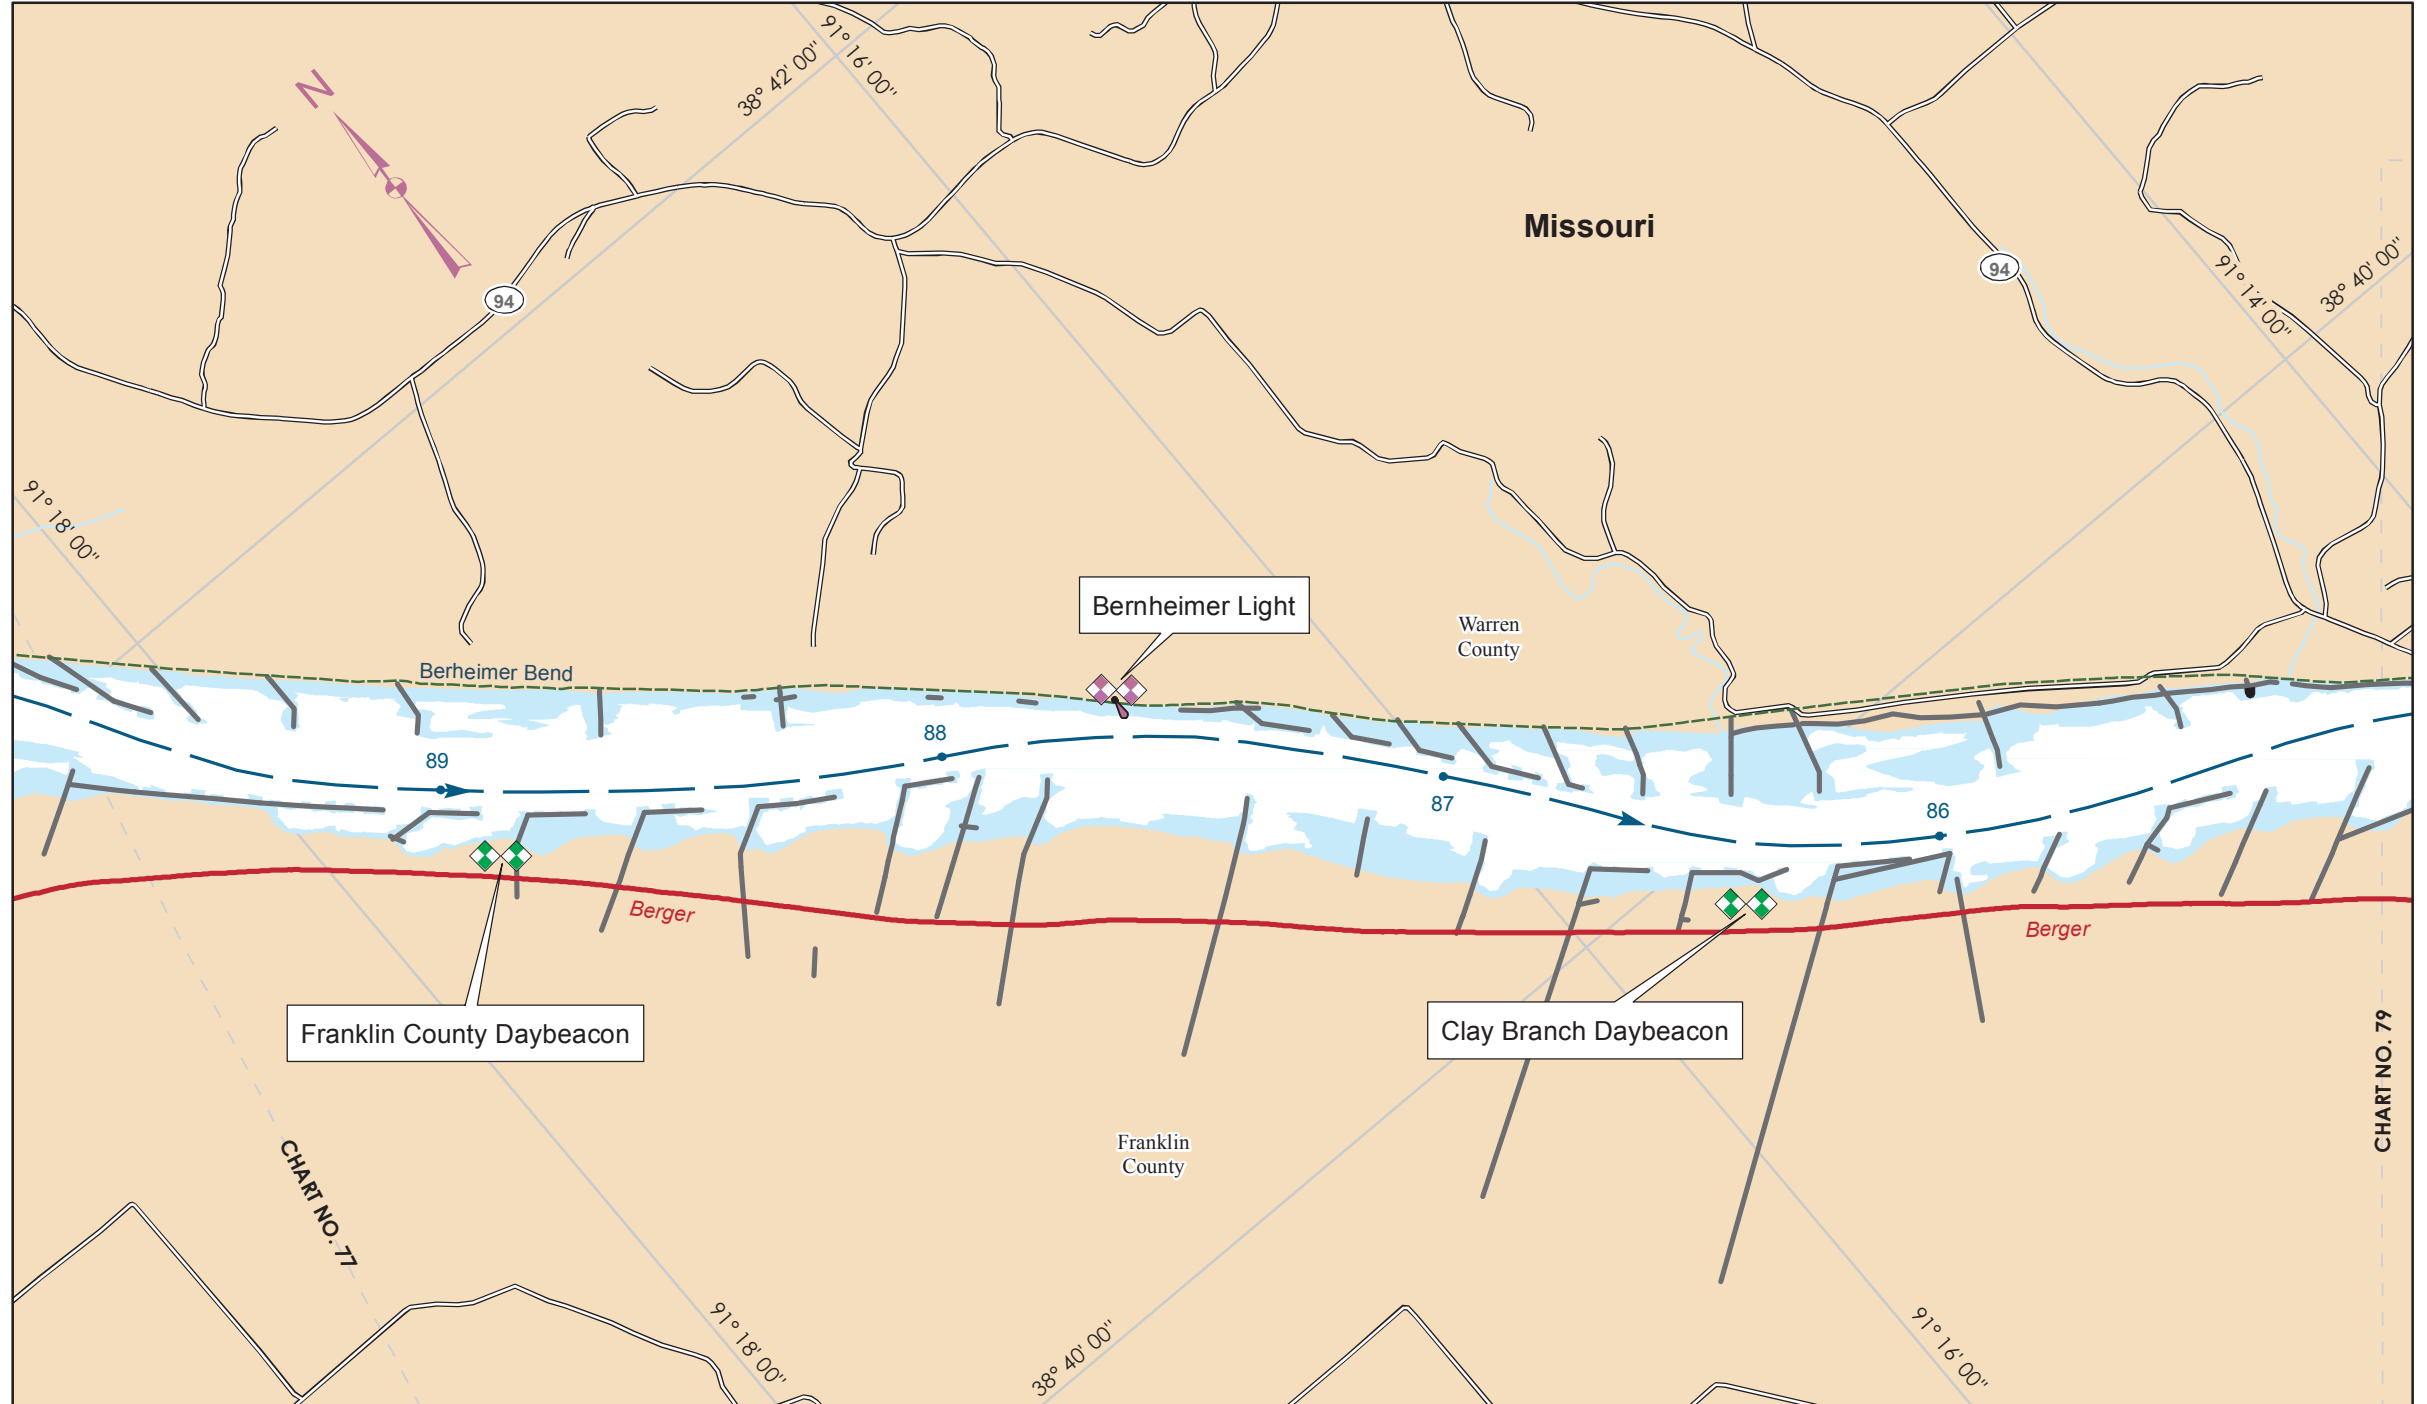 N
38° 42' 00"
91° 16' 00"
Missouri
94
94
91° 14' 00"
38° 40' 00"
91° 18' 00"
Bernheimer Light
Warren
County
Berheimer Bend
89
88
87
86
Berger
Berger
Franklin County Daybeacon
Clay Branch Daybeacon
CHART NO. 79
Franklin
County
CHART NO. 77
91° 18' 00"
38° 40' 00"
91° 16' 00"